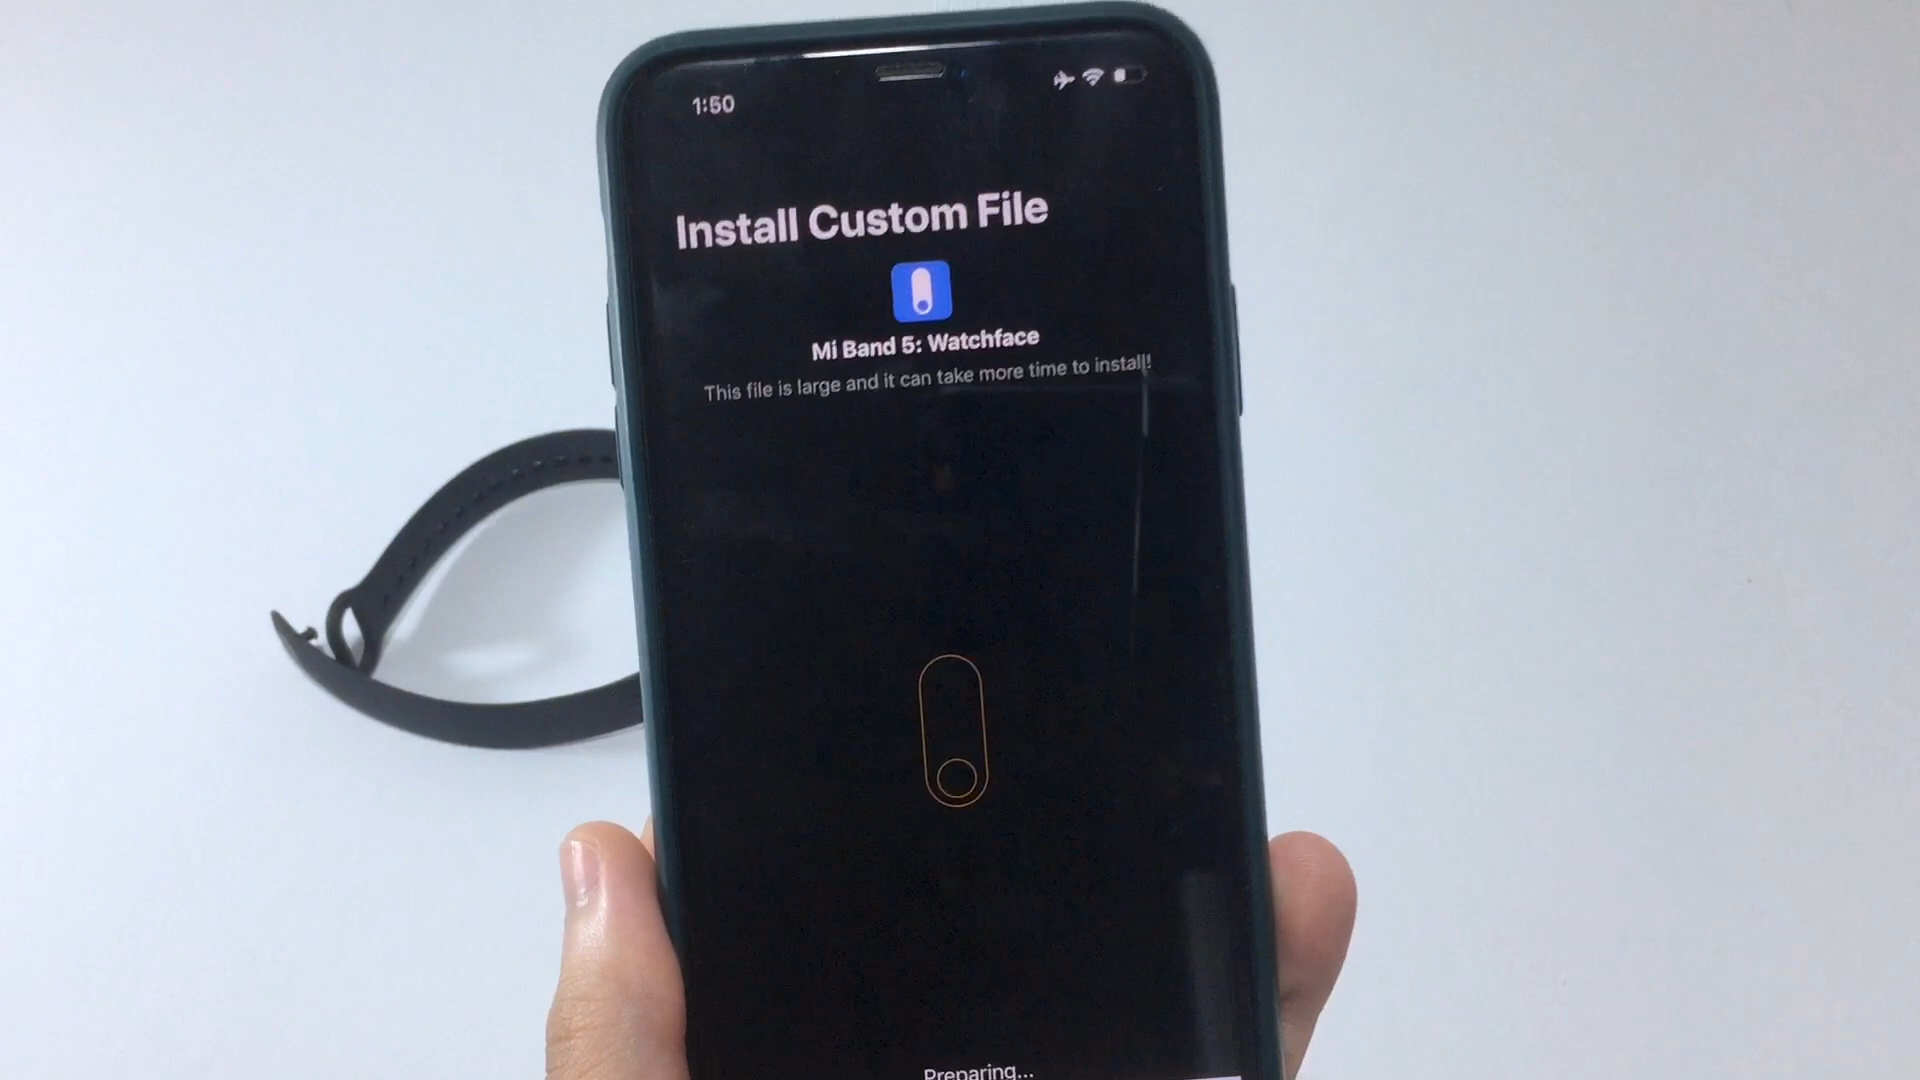 1:50
Install Custom File
Mi Band 5: Watchface
This file is large and it can take more time to install!
Preparing...